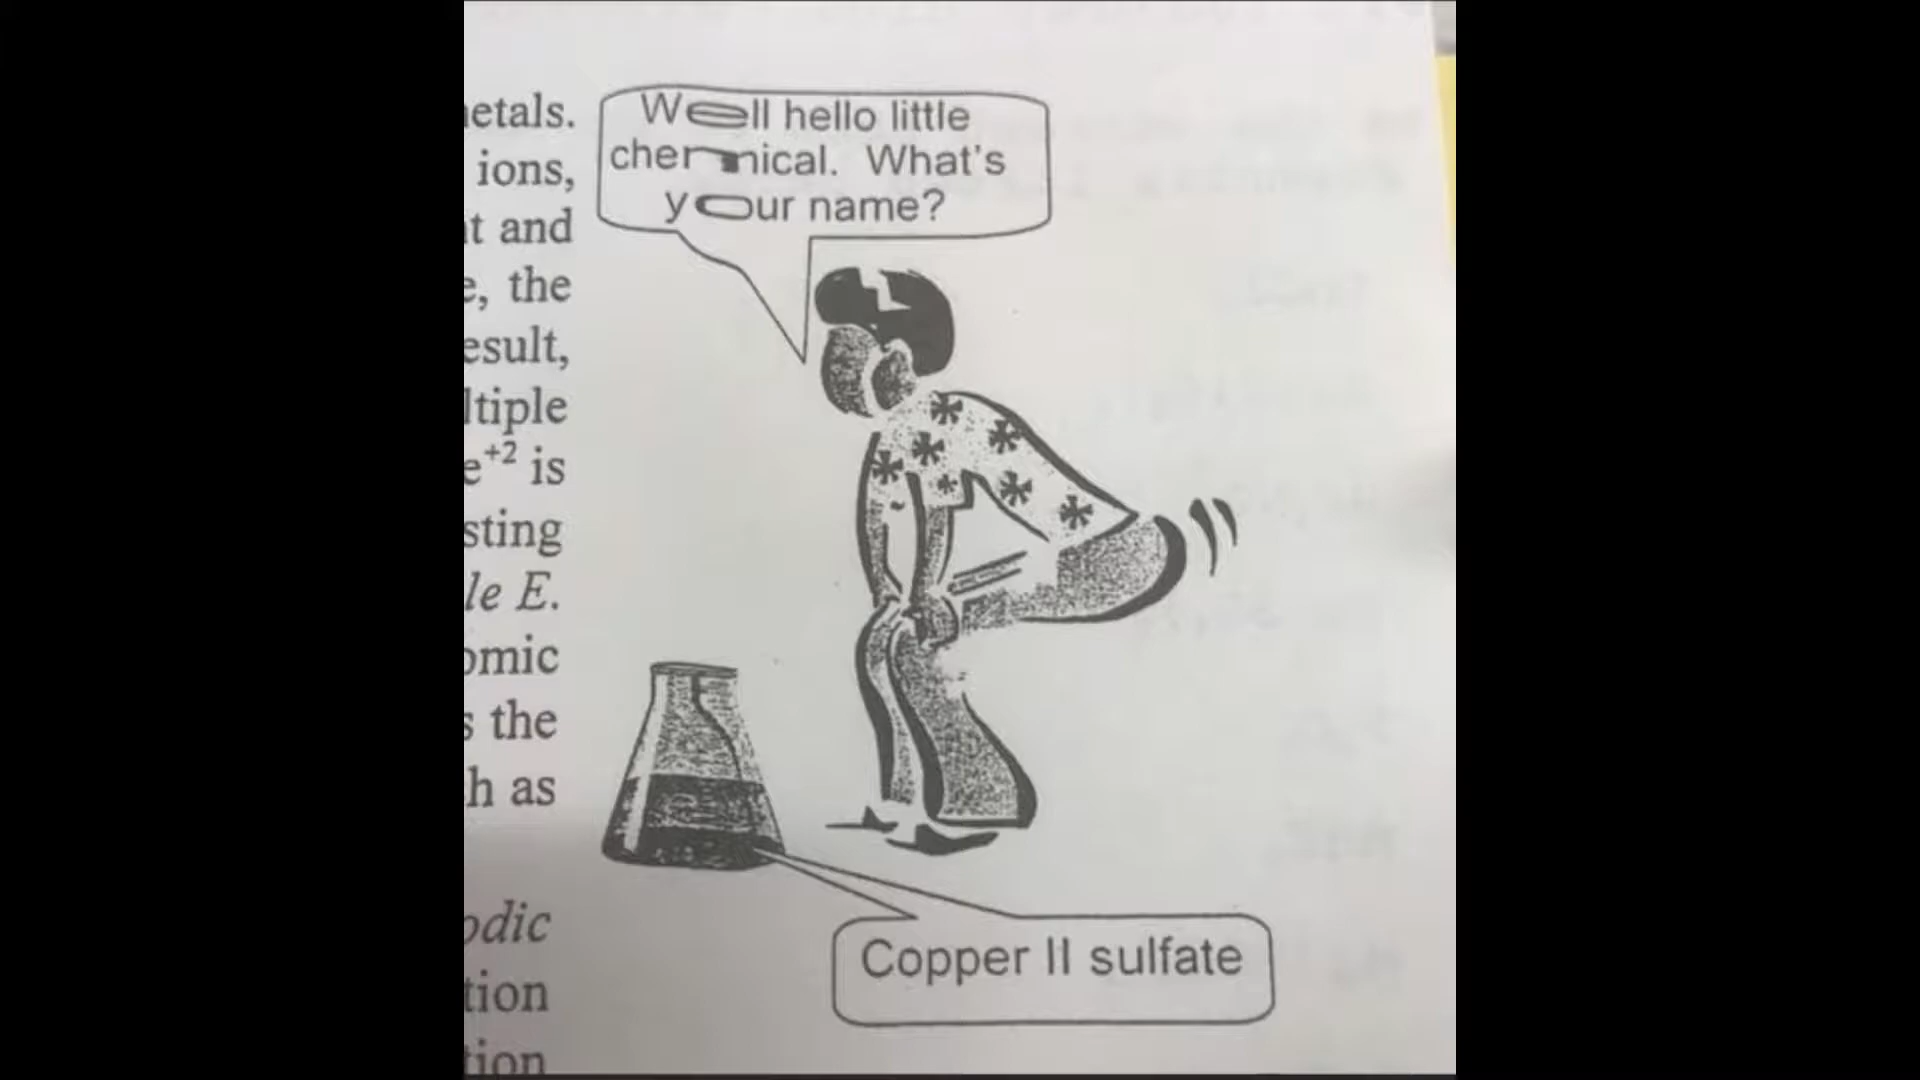 etals.
ions,
t and
e, the
esult,
ltiple
e+2 is
sting
le E.
omic
s the
h as
odic
tion
tion
Well hello little
chemical. What's
your name?
Copper II sulfate